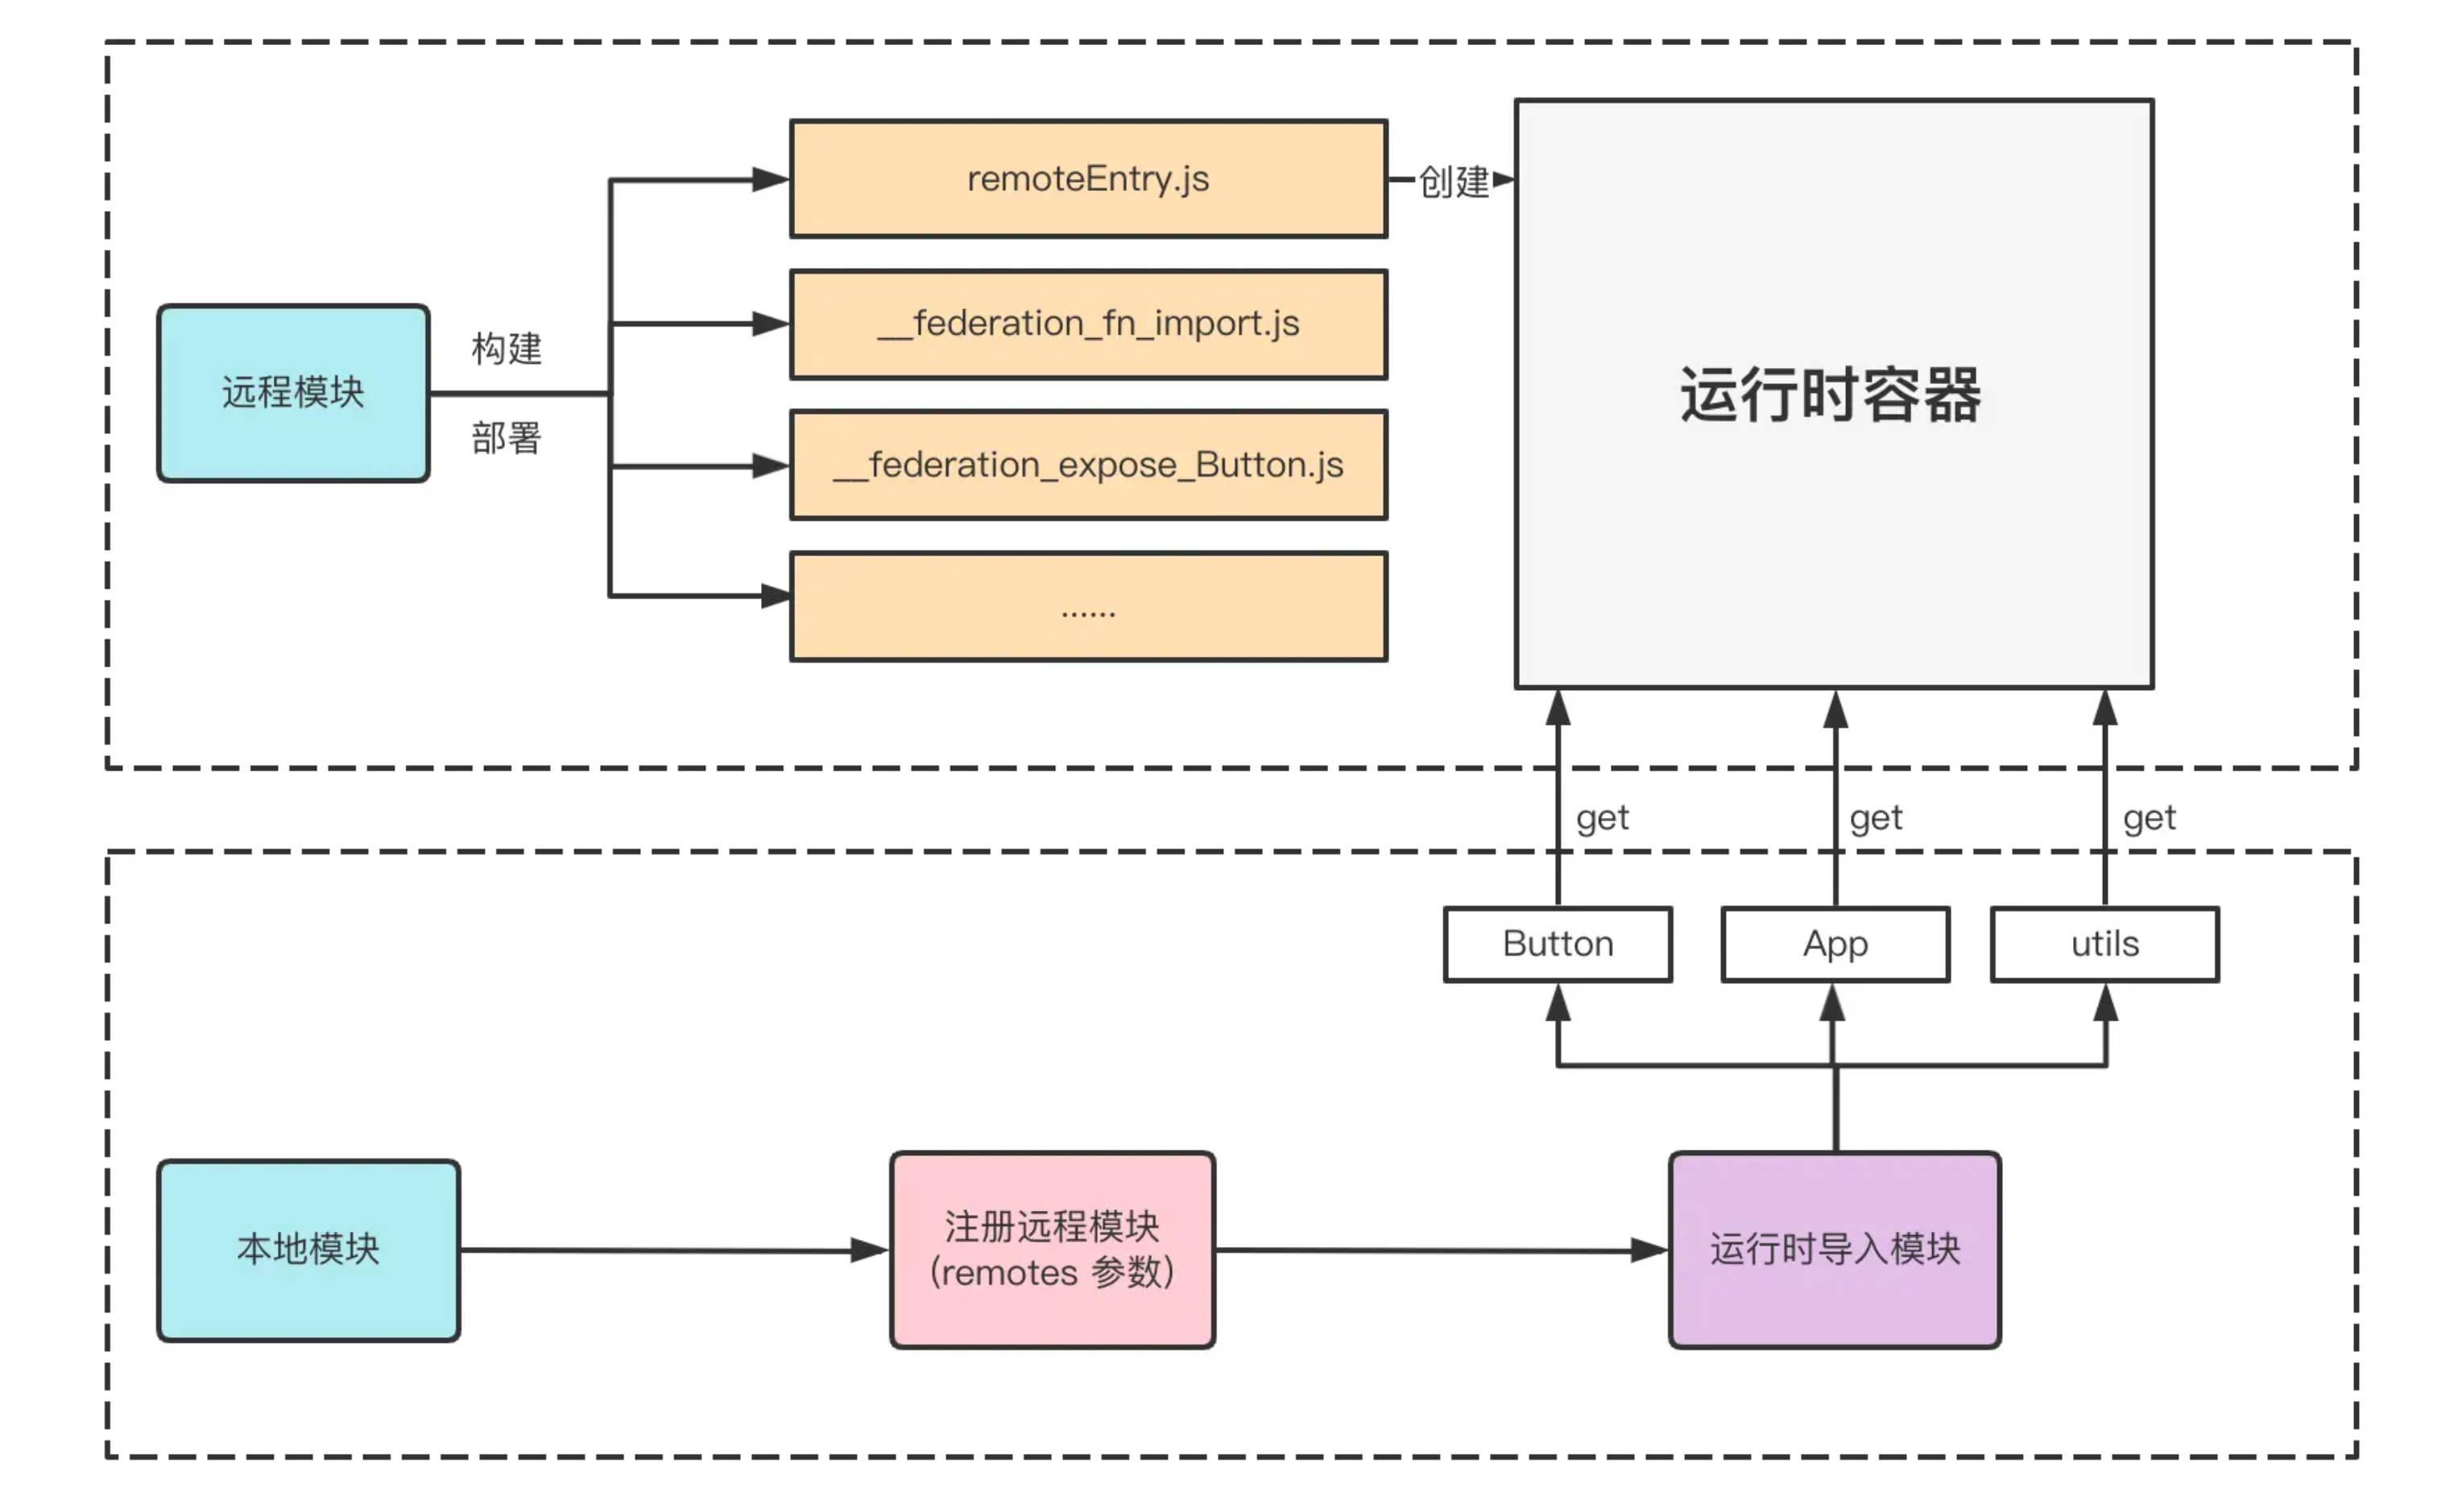 remoteEntry.js
创建
__federation_fn_import.js
构建
远程模块
运行时容器
部署
__federation_expose_Button.js
......
get
get
get
Button
App
utils
本地模块
注册远程模块
(remotes 参数)
运行时导入模块